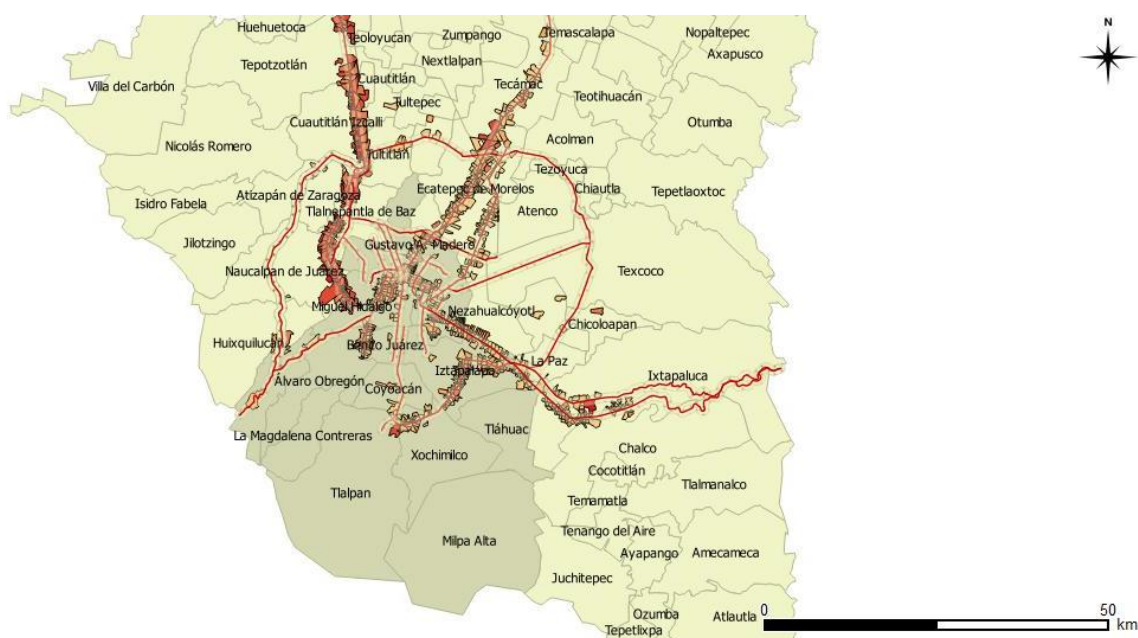 N
Huehuetoca
Teoloyucan
Zumpango
Temascalapa
Nopaltepec
Axapusco
Tepotzotlán
Nextlalpan
Villa del Carbón
Cuautitlán
Tecámac
Teotihuacán
Tultepec
Cuautitlán Izcalli
Otumba
Nicolás Romero
Acolman
Tultitlán
Tezoyuca
Ecatepec de Morelos
Chiautla
Tepetlaoxtoc
Atizapán de Zaragoza
Isidro Fabela
Tlalnepantla de Baz
Atenco
Jilotzingo
Gustavo A. Madero
Naucalpan de Juárez
Texcoco
Miguel Hidalgo
Nezahualcóyotl
Chicoloapan
Huixquilucan
Benito Juárez
La Paz
Iztapalapa
Ixtapaluca
Álvaro Obregón
Coyoacán
Tláhuac
La Magdalena Contreras
Chalco
Xochimilco
Cocotitlán
Tlalmanalco
Tlalpan
Temamatla
Tenango del Aire
Milpa Alta
Ayapango
Amecameca
Juchitepec
Ozumba
Atlautla
Tepetlixpa
0
50
km